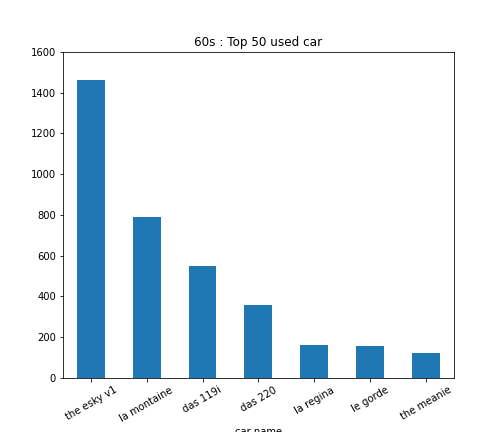 60s : Top 50 used car
1600
1400
1200
1000
800
600
400
200
0
the esky v1
la montaine
das 119i
das 220
la regina
le gorde
the meanie
car name